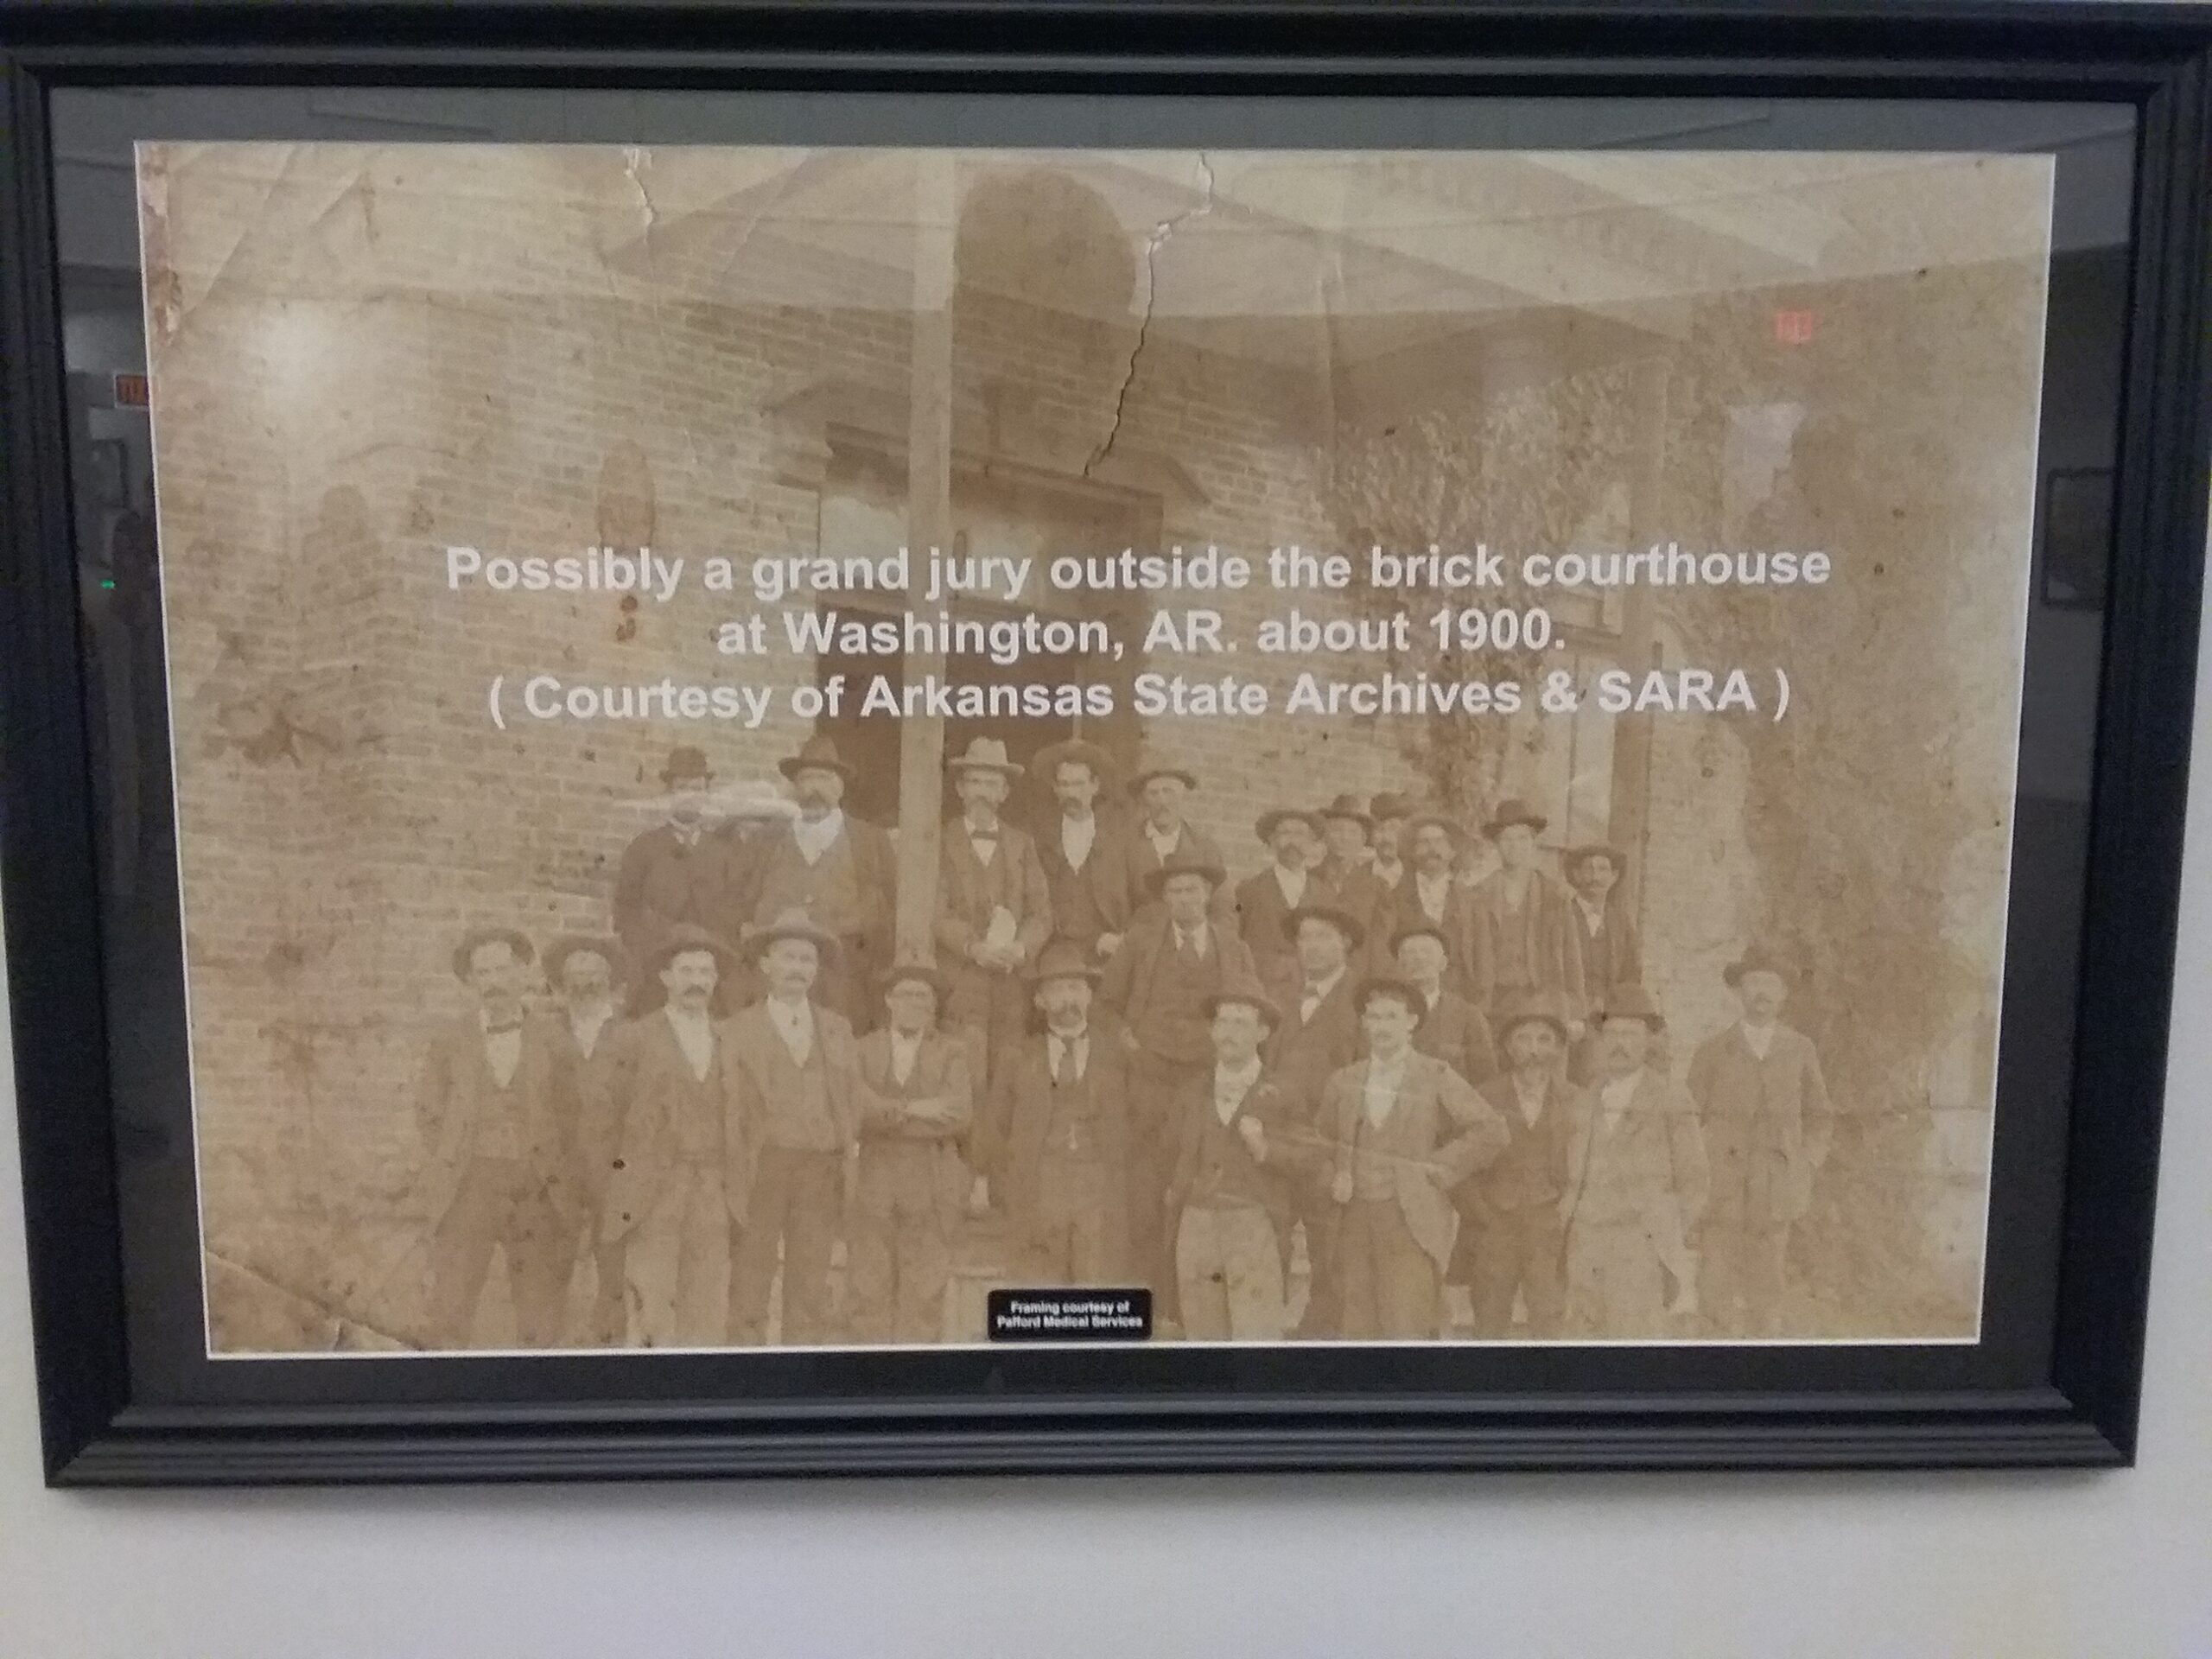 Possibly a grand jury outside the brick courthouse
at Washington, AR. about 1900.
( Courtesy of Arkansas State Archives & SARA )
Framing courtesy of
Pafford Medical Services